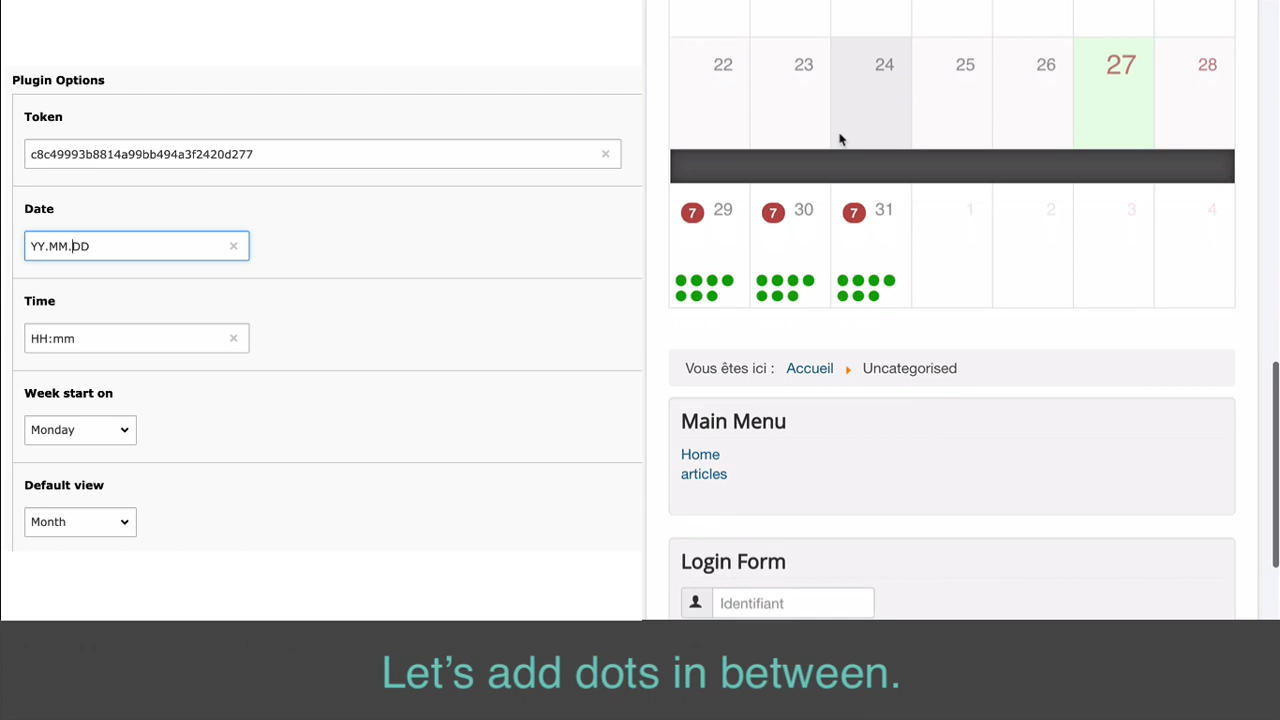 Plugin Options
Token
c8c49993b8814a99bb494a3f2420d277 ×
Date
YY.MM.DD ×
Time
HH:mm ×
Week start on
Monday
Default view
Month
22 23 24 25 26 27 28
7 29 7 30 7 31 1 2 3 4
Vous êtes ici : Accueil Uncategorised
Main Menu
Home
articles
Login Form
Identifiant
Let’s add dots in between.